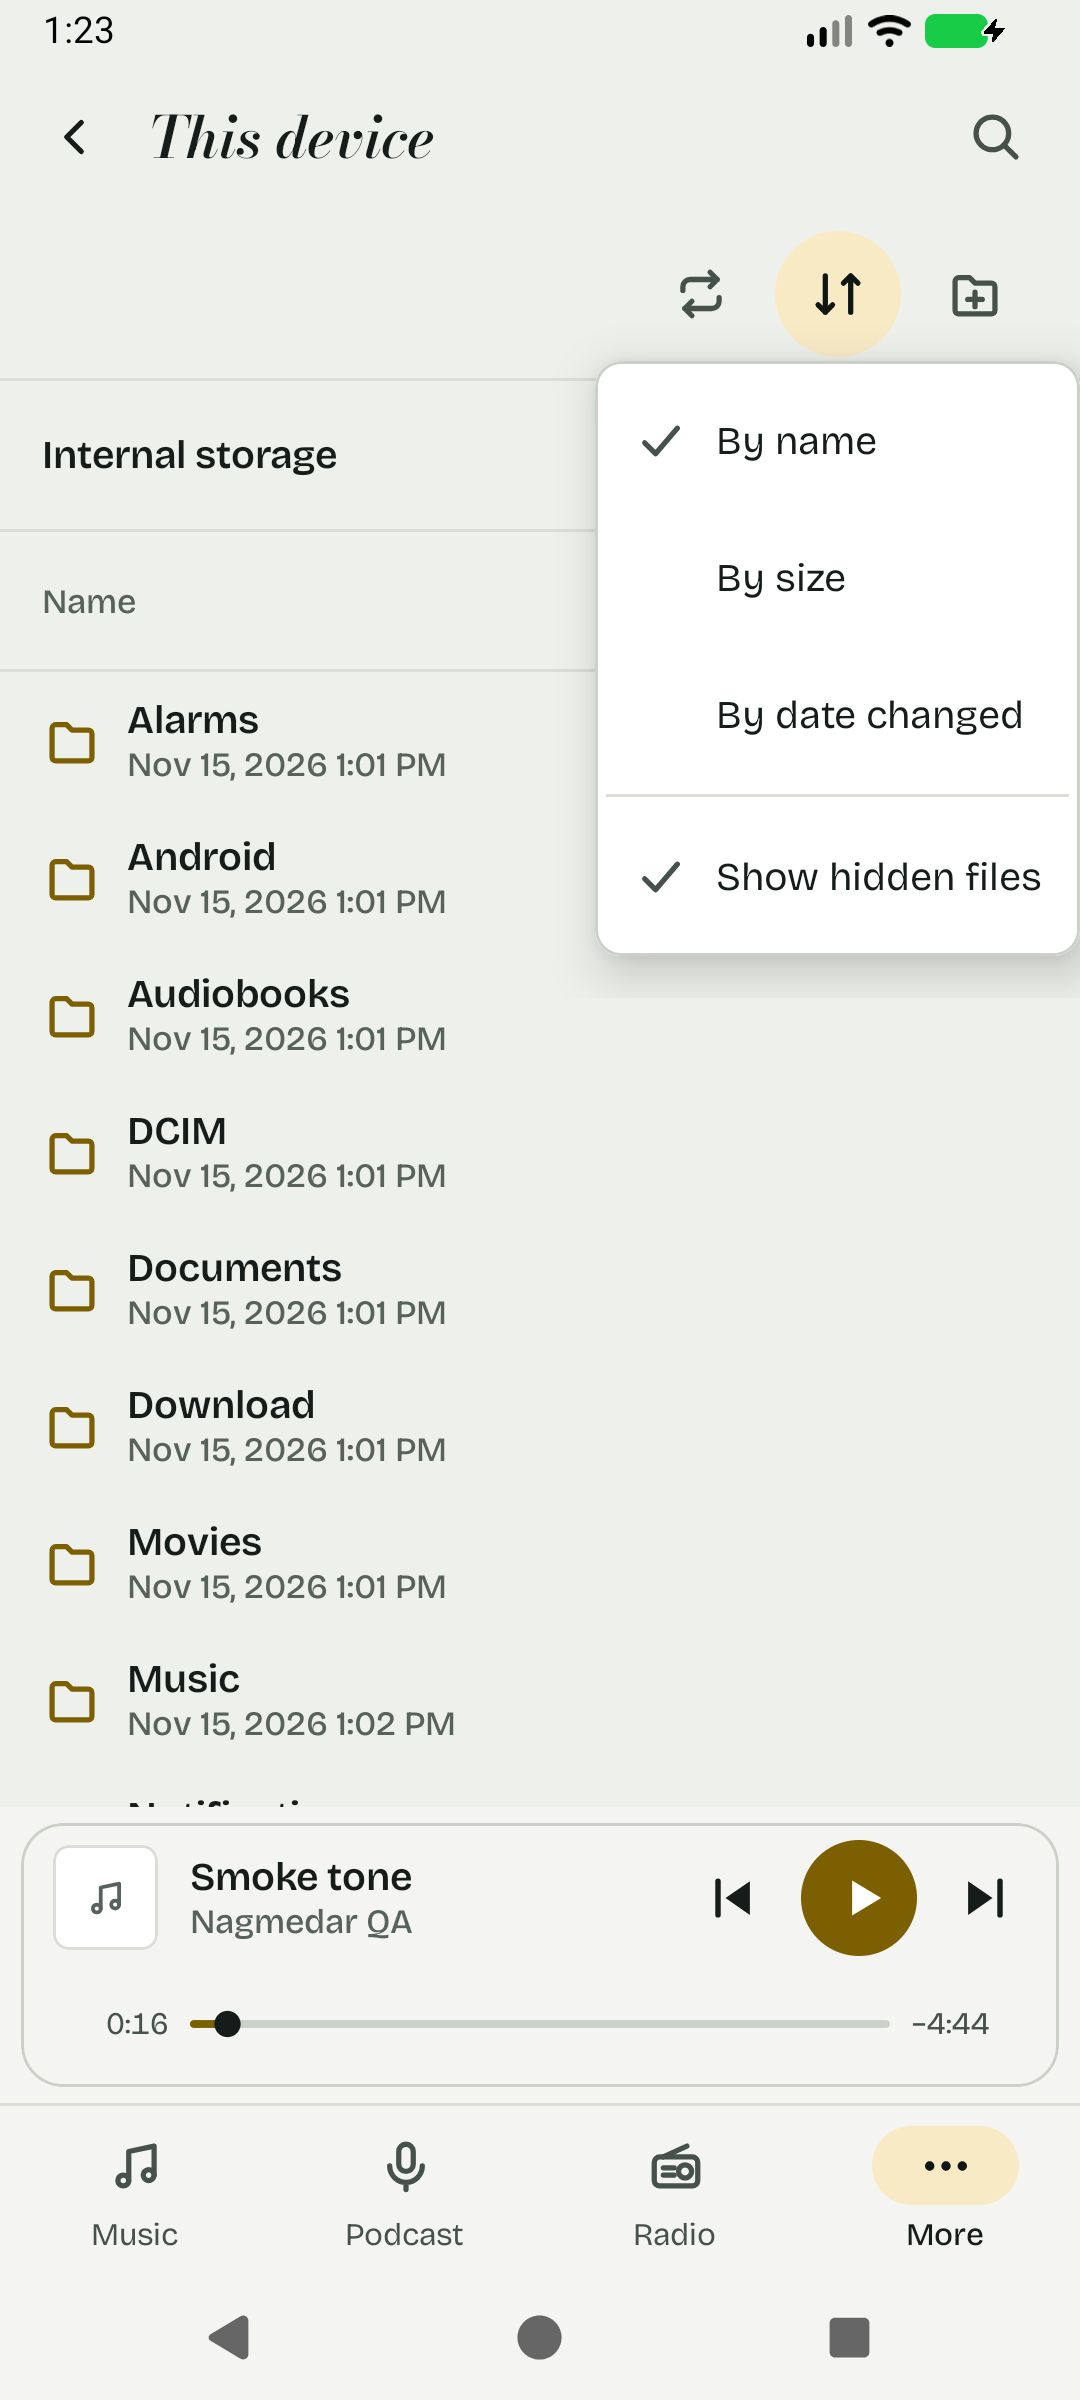 1:23
This device
By name
Internal storage
By size
Name
By date changed
Alarms
Nov 15, 2026 1:01 PM
Android
Nov 15, 2026 1:01 PM
Show hidden files
Audiobooks
Nov 15, 2026 1:01 PM
DCIM
Nov 15, 2026 1:01 PM
Documents
Nov 15, 2026 1:01 PM
Download
Nov 15, 2026 1:01 PM
Movies
Nov 15, 2026 1:01 PM
Music
Nov 15, 2026 1:02 PM
Smoke tone
Nagmedar QA
0:16
-4:44
Music
Podcast
Radio
More